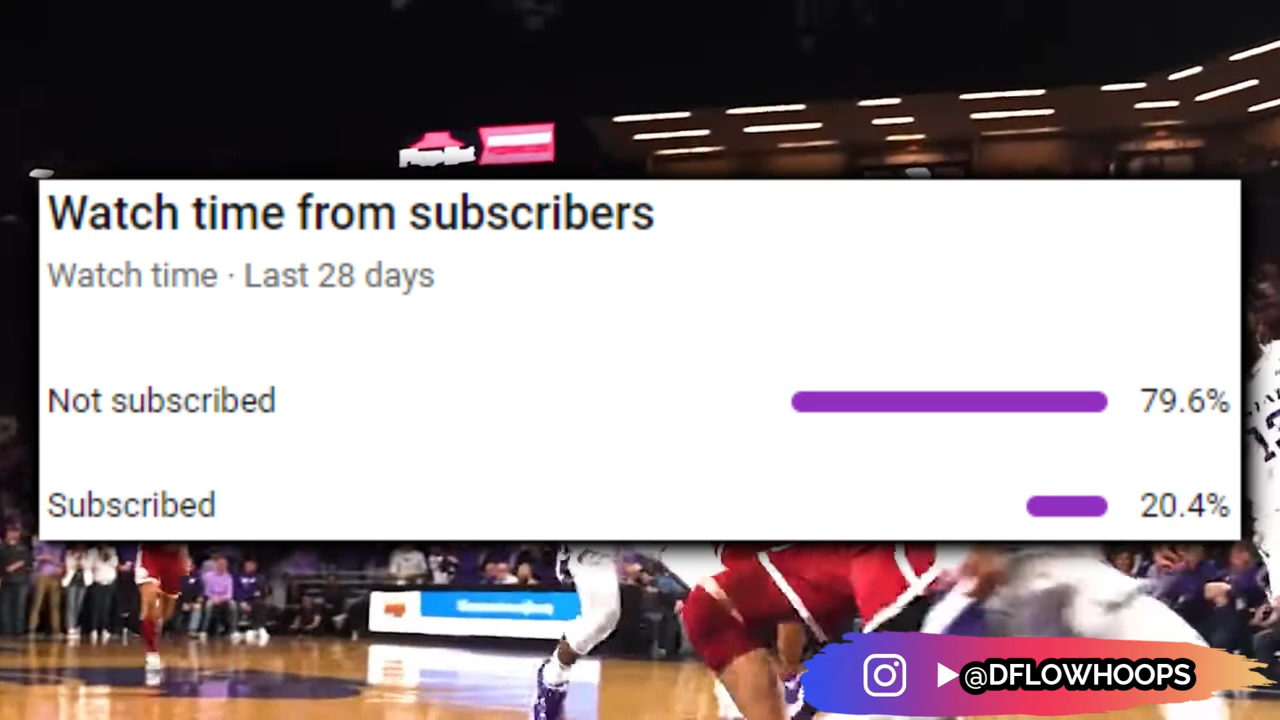 Watch time from subscribers
Watch time · Last 28 days
Not subscribed 79.6%
Subscribed 20.4%
@DFLOWHOOPS